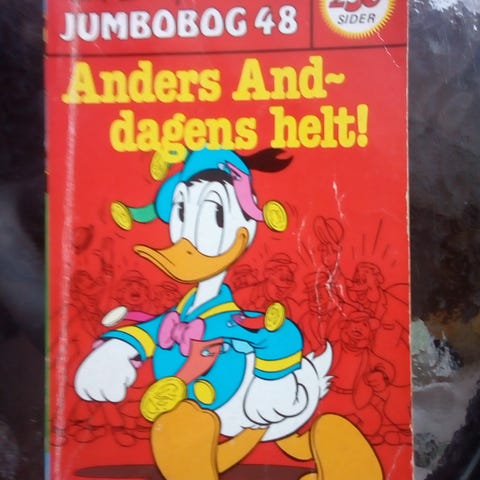 JUMBOBOG 48
SIDER
Anders And~
dagens helt!